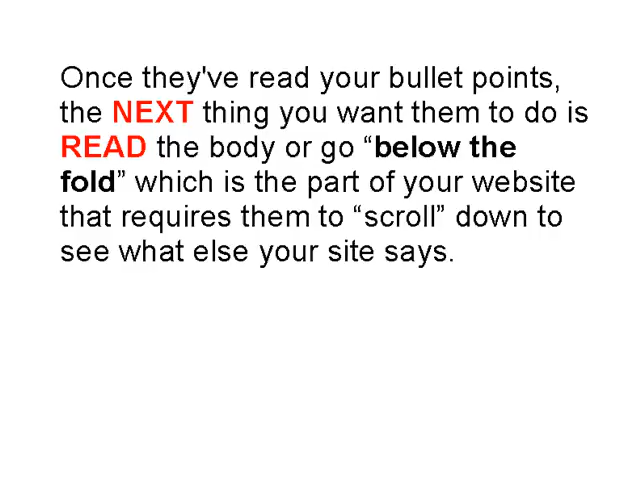 Once they've read your bullet points,
the NEXT thing you want them to do is
READ the body or go “below the
fold” which is the part of your website
that requires them to “scroll” down to
see what else your site says.